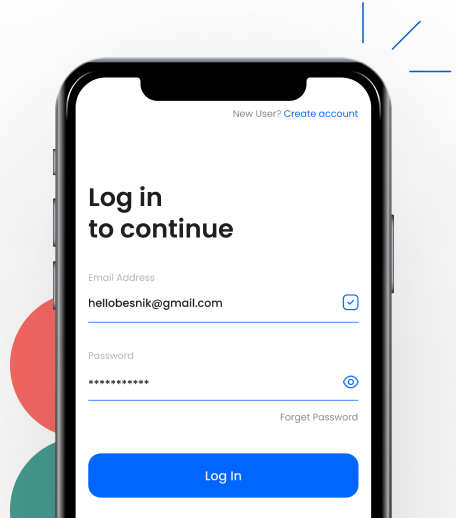 New User? Create account
Log in
to continue
Email Address
hellobesnik@gmail.com
Password
***********
Forget Password
Log In